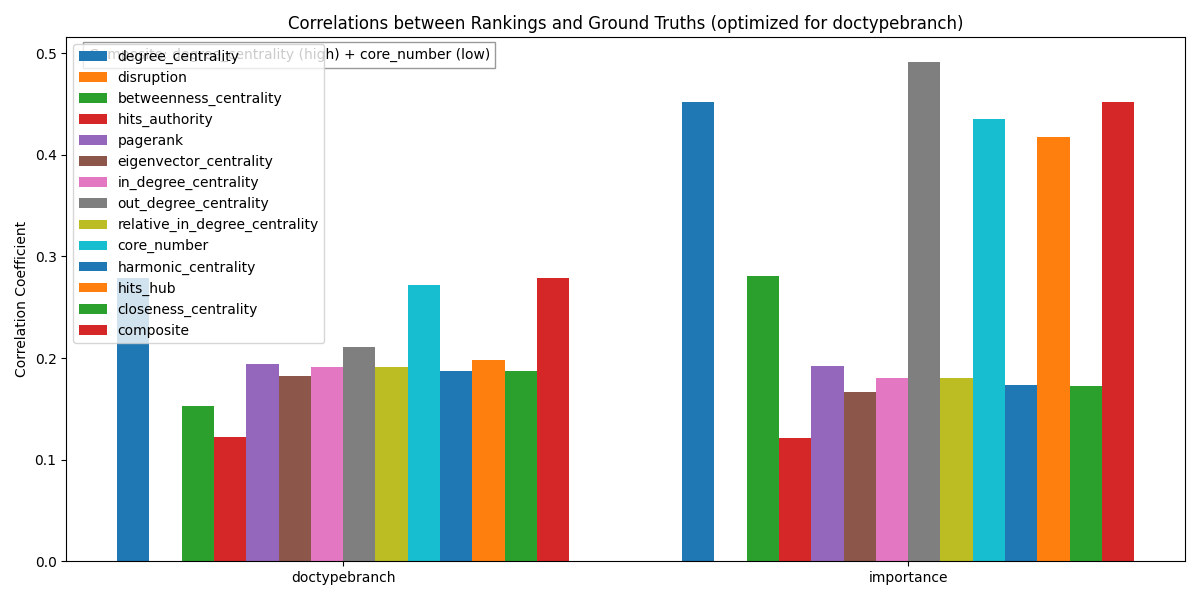 Correlations between Rankings and Ground Truths (optimized for doctypebranch)
Composite: degree_centrality (high) + core_number (low)
degree_centrality
disruption
betweenness_centrality
hits_authority
pagerank
eigenvector_centrality
in_degree_centrality
out_degree_centrality
relative_in_degree_centrality
core_number
harmonic_centrality
hits_hub
closeness_centrality
composite
Correlation Coefficient
0.5
0.4
0.3
0.2
0.1
0.0
doctypebranch
importance